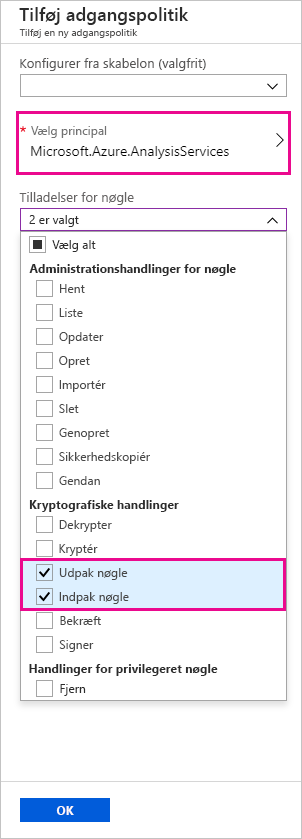 Tilføj adgangspolitik
Tilføj en ny adgangspolitik
Konfigurer fra skabelon (valgfrit)
* Vælg principal
Microsoft.Azure.AnalysisServices
Tilladelser for nøgle
2 er valgt
Vælg alt
Administrationshandlinger for nøgle
Hent
Liste
Opdater
Opret
Importér
Slet
Genopret
Sikkerhedskopiér
Gendan
Kryptografiske handlinger
Dekrypter
Kryptér
Udpak nøgle
Indpak nøgle
Bekræft
Signer
Handlinger for privilegeret nøgle
Fjern
OK